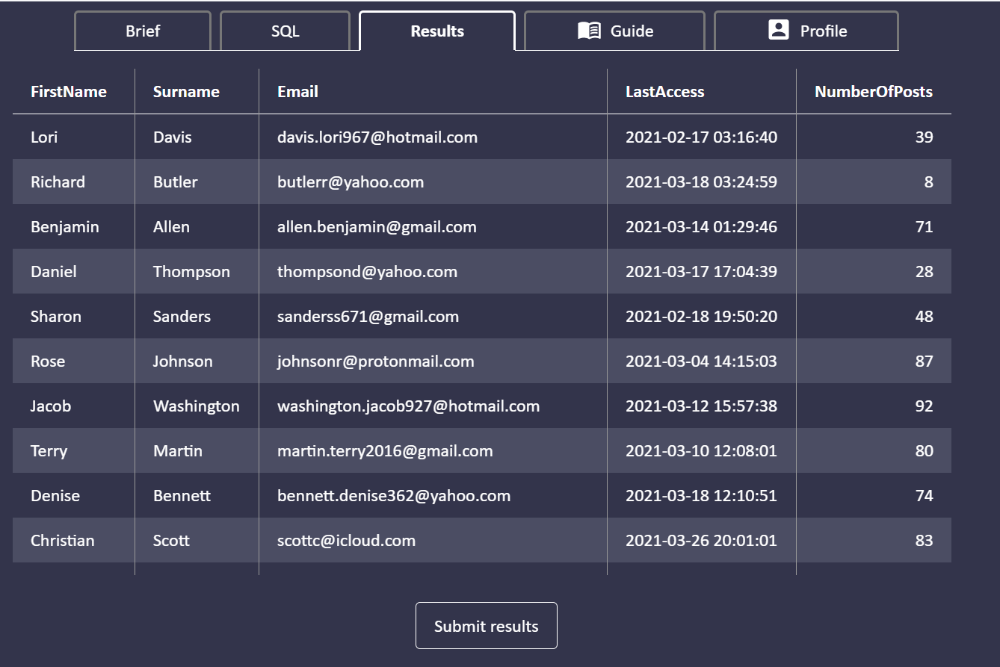 Brief SQL Results Guide Profile
FirstName Surname Email LastAccess NumberOfPosts
Lori Davis davis.lori967@hotmail.com 2021-02-17 03:16:40 39
Richard Butler butlerr@yahoo.com 2021-03-18 03:24:59 8
Benjamin Allen allen.benjamin@gmail.com 2021-03-14 01:29:46 71
Daniel Thompson thompsond@yahoo.com 2021-03-17 17:04:39 28
Sharon Sanders sanderss671@gmail.com 2021-02-18 19:50:20 48
Rose Johnson johnsonr@protonmail.com 2021-03-04 14:15:03 87
Jacob Washington washington.jacob927@hotmail.com 2021-03-12 15:57:38 92
Terry Martin martin.terry2016@gmail.com 2021-03-10 12:08:01 80
Denise Bennett bennett.denise362@yahoo.com 2021-03-18 12:10:51 74
Christian Scott scottc@icloud.com 2021-03-26 20:01:01 83
Submit results